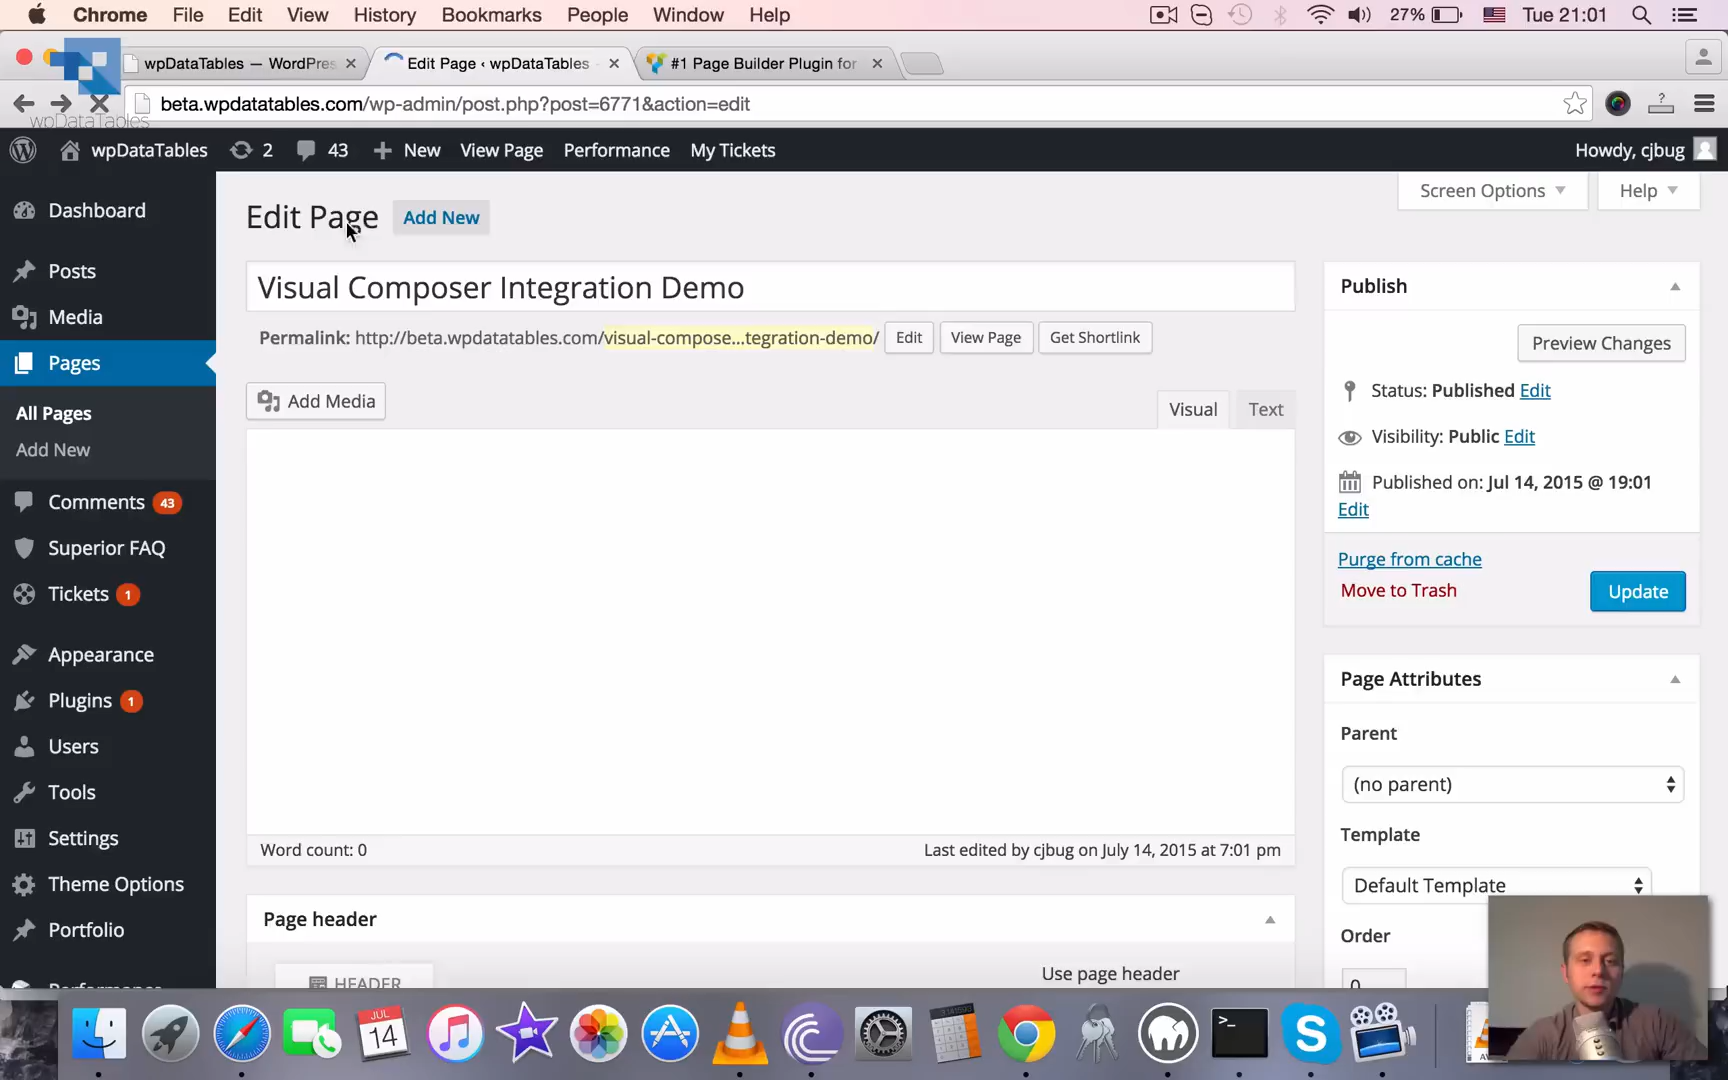 Chrome File Edit View History Bookmarks People Window Help 27% Tue 21:01
wpDataTables — WordPres
Edit Page ‹ wpDataTables
#1 Page Builder Plugin for
beta.wpdatatables.com/wp-admin/post.php?post=6771&action=edit
wpDataTables
wpDataTables 2 43 New View Page Performance My Tickets Howdy, cjbug
Screen Options Help
Dashboard
Posts
Media
Pages
All Pages
Add New
Comments 43
Superior FAQ
Tickets 1
Appearance
Plugins 1
Users
Tools
Settings
Theme Options
Portfolio
Performance
Edit Page Add New
Visual Composer Integration Demo
Permalink: http://beta.wpdatatables.com/visual-compose...tegration-demo/ Edit View Page Get Shortlink
Add Media
Visual Text
Word count: 0
Last edited by cjbug on July 14, 2015 at 7:01 pm
Page header
HEADER
Use page header
Publish
Preview Changes
Status: Published Edit
Visibility: Public Edit
Published on: Jul 14, 2015 @ 19:01
Edit
Purge from cache
Move to Trash
Update
Page Attributes
Parent
(no parent)
Template
Default Template
Order
0
JUL
14
>_